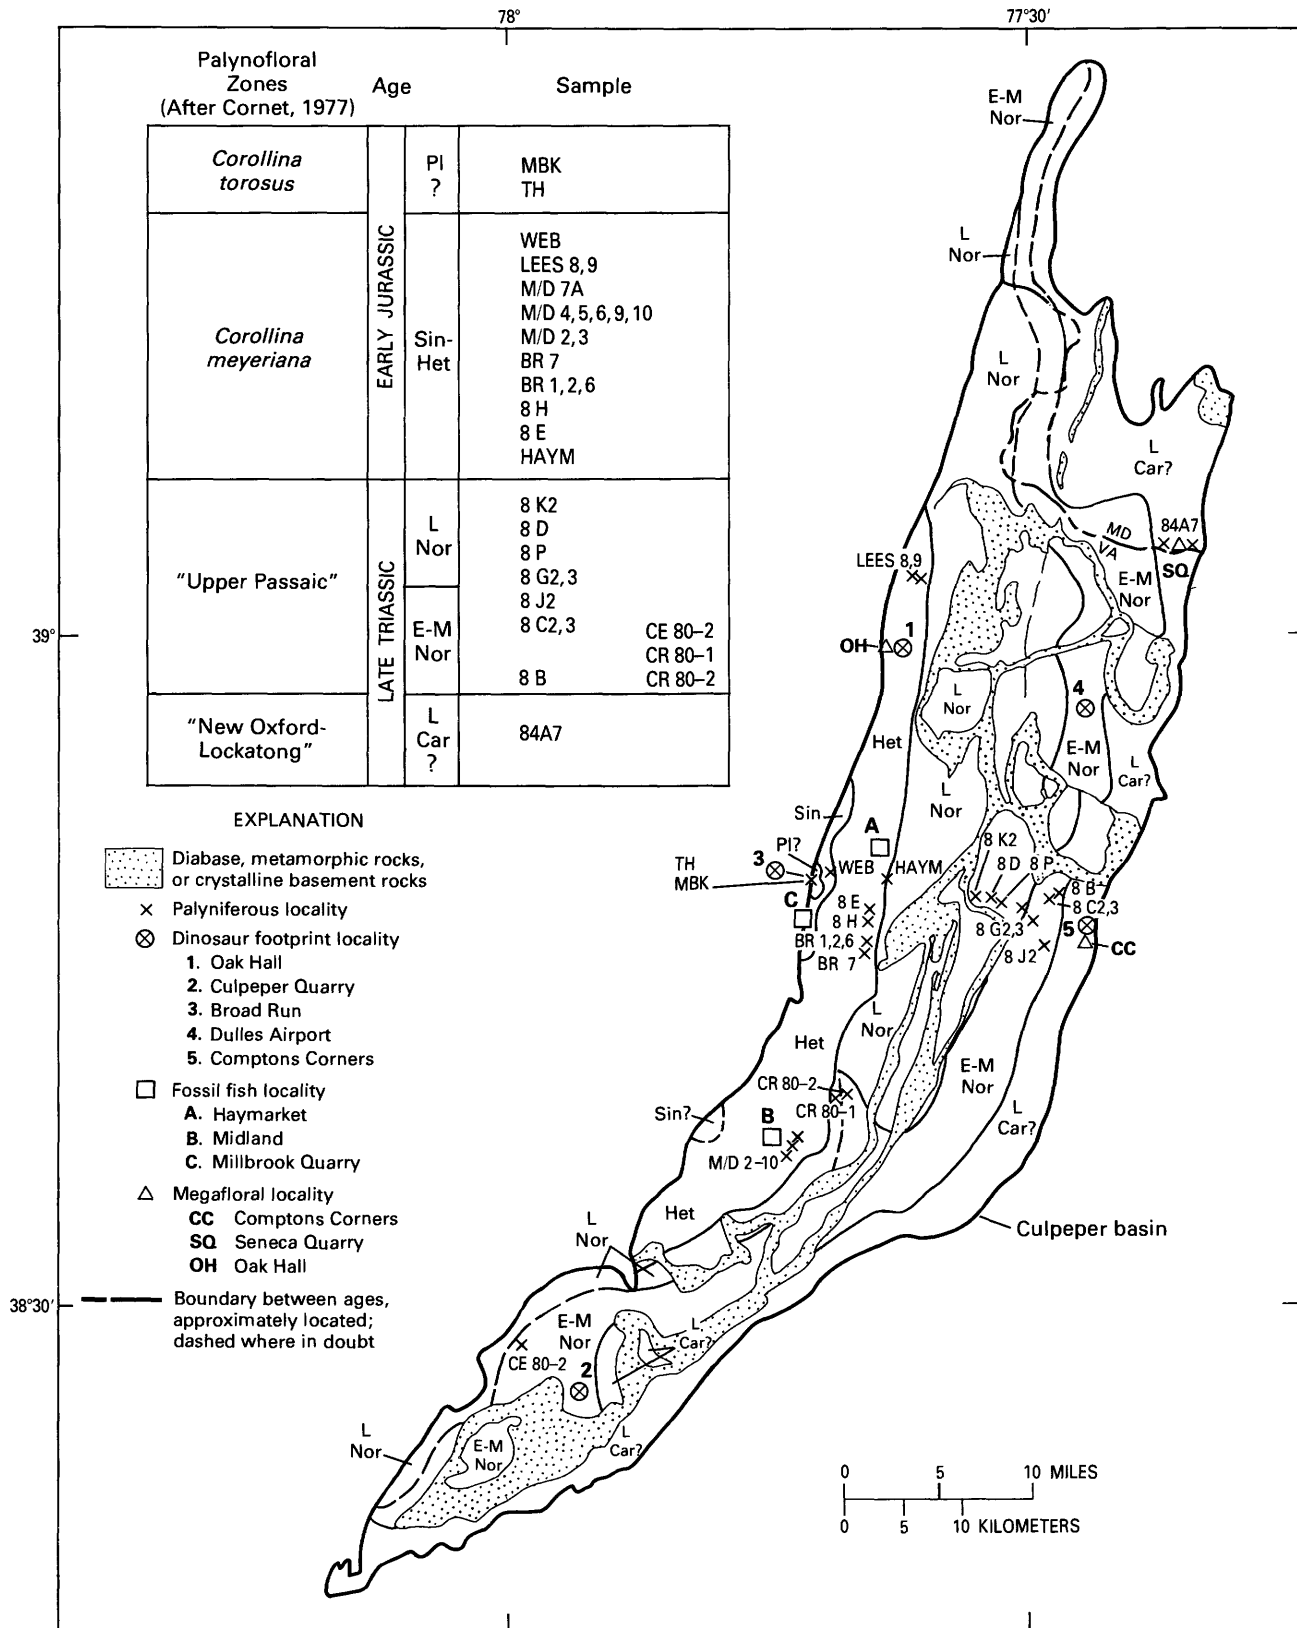 78°
77°30'
Palynofloral
Zones
(After Cornet, 1977)
Age
Sample
Corollina
torosus
EARLY JURASSIC
Pl
?
MBK
TH
Corollina
meyeriana
Sin-
Het
WEB
LEES 8,9
M/D 7A
M/D 4,5,6,9,10
M/D 2,3
BR 7
BR 1,2,6
8 H
8 E
HAYM
"Upper Passaic"
LATE TRIASSIC
L
Nor
8 K2
8 D
8 P
8 G2,3
8 J2
E-M
Nor
8 C2,3 CE 80–2
CR 80–1
8 B CR 80–2
"New Oxford-
Lockatong"
L
Car
?
84A7
39°
38°30'
EXPLANATION
Diabase, metamorphic rocks,
or crystalline basement rocks
Palyniferous locality
Dinosaur footprint locality
1. Oak Hall
2. Culpeper Quarry
3. Broad Run
4. Dulles Airport
5. Comptons Corners
Fossil fish locality
A. Haymarket
B. Midland
C. Millbrook Quarry
Megafloral locality
CC Comptons Corners
SQ Seneca Quarry
OH Oak Hall
Boundary between ages,
approximately located;
dashed where in doubt
E-M
Nor
L
Nor
L
Nor
L
Car?
MD
VA
84A7
SQ
LEES 8,9
E-M
Nor
OH
1
L
Nor
4
Het
E-M
Nor
L
Car?
L
Nor
Sin
A
Pl?
3
TH
MBK
WEB
HAYM
8 K2
8 D
8 P
8 B
8 C2,3
C
8 E
8 H
BR 1,2,6
BR 7
8 G2,3
8 J2
5
CC
L
Nor
Het
E-M
Nor
CR 80–2
CR 80–1
Sin?
B
M/D 2–10
L
Car?
Het
Culpeper basin
L
Nor
E-M
Nor
L
Car?
CE 80–2
2
L
Nor
E-M
Nor
L
Car?
0 5 10 MILES
0 5 10 KILOMETERS